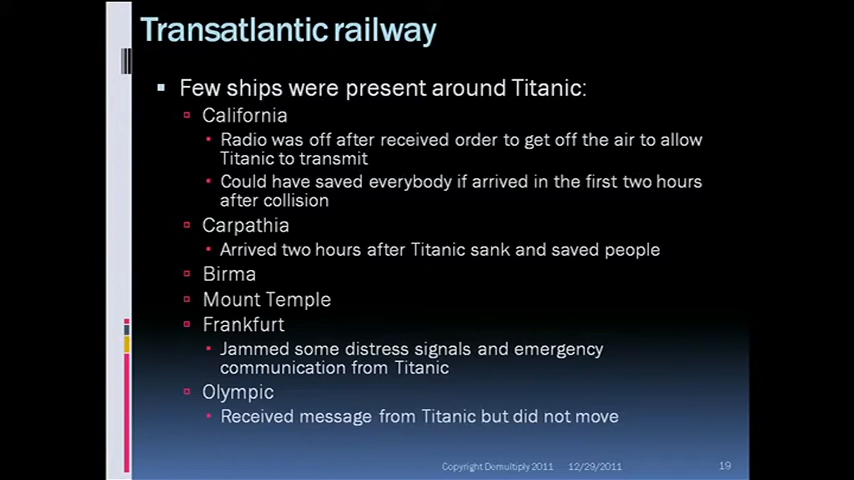 Transatlantic railway
Few ships were present around Titanic:
California
Radio was off after received order to get off the air to allow
Titanic to transmit
Could have saved everybody if arrived in the first two hours
after collision
Carpathia
Arrived two hours after Titanic sank and saved people
Birma
Mount Temple
Frankfurt
Jammed some distress signals and emergency
communication from Titanic
Olympic
Received message from Titanic but did not move
Copyright Demultiply 2011 12/29/2011 19